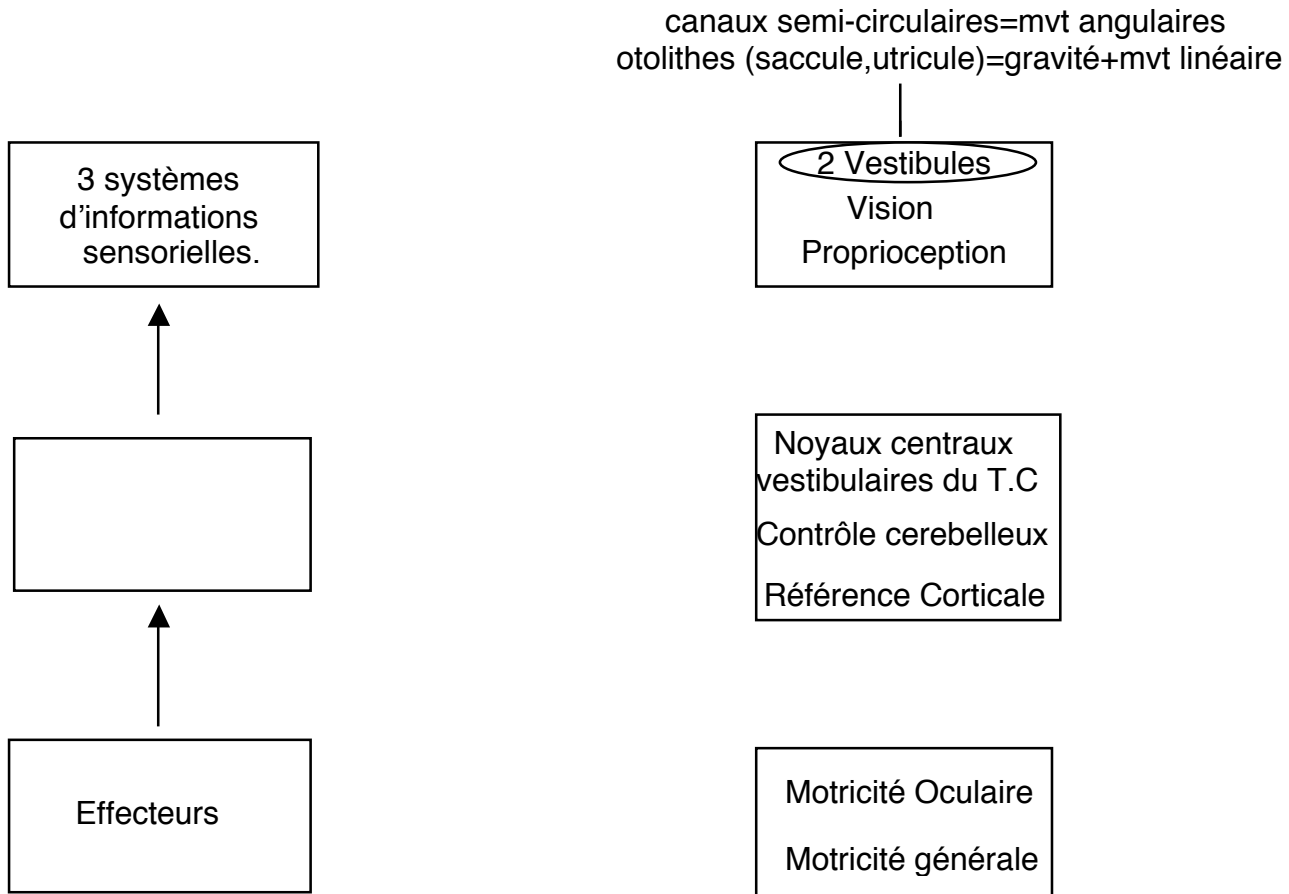 canaux semi-circulaires=mvt angulaires
otolithes (saccule,utricule)=gravité+mvt linéaire
3 systèmes
d'informations
sensorielles.
2 Vestibules
Vision
Proprioception
Noyaux centraux
vestibulaires du T.C
Contrôle cerebelleux
Référence Corticale
Effecteurs
Motricité Oculaire
Motricité générale